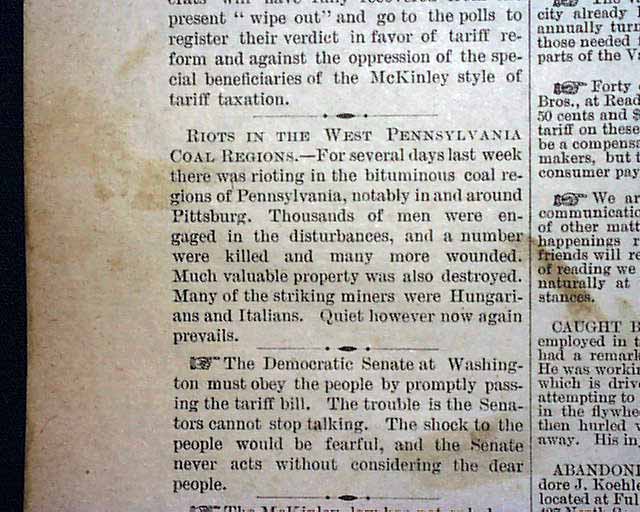 present “ wipe out” and go to the polls to
register their verdict in favor of tariff re-
form and against the oppression of the spe-
cial beneficiaries of the McKinley style of
tariff taxation.
RIOTS IN THE WEST PENNSYLVANIA
COAL REGIONS.—For several days last week
there was rioting in the bituminous coal re-
gions of Pennsylvania, notably in and around
Pittsburg. Thousands of men were en-
gaged in the disturbances, and a number
were killed and many more wounded.
Much valuable property was also destroyed.
Many of the striking miners were Hungari-
ans and Italians. Quiet however now again
prevails.
☞ The Democratic Senate at Washing-
ton must obey the people by promptly pass-
ing the tariff bill. The trouble is the Sena-
tors cannot stop talking. The shock to the
people would be fearful, and the Senate
never acts without considering the dear
people.
city already
annually turn
those needed
parts of the
☞ Forty
Bros., at Read
50 cents and
tariff on these
be a compensa
makers, but
consumer pay
☞ We ar
communicatio
of other matt
happenings
friends will re
of reading we
naturally at
stances.
CAUGHT B
employed in
had a remark
He was workin
which is drive
attempting to
in the flywhe
then hurled
away. His in
ABANDON
dore J. Koehle
located at Ful